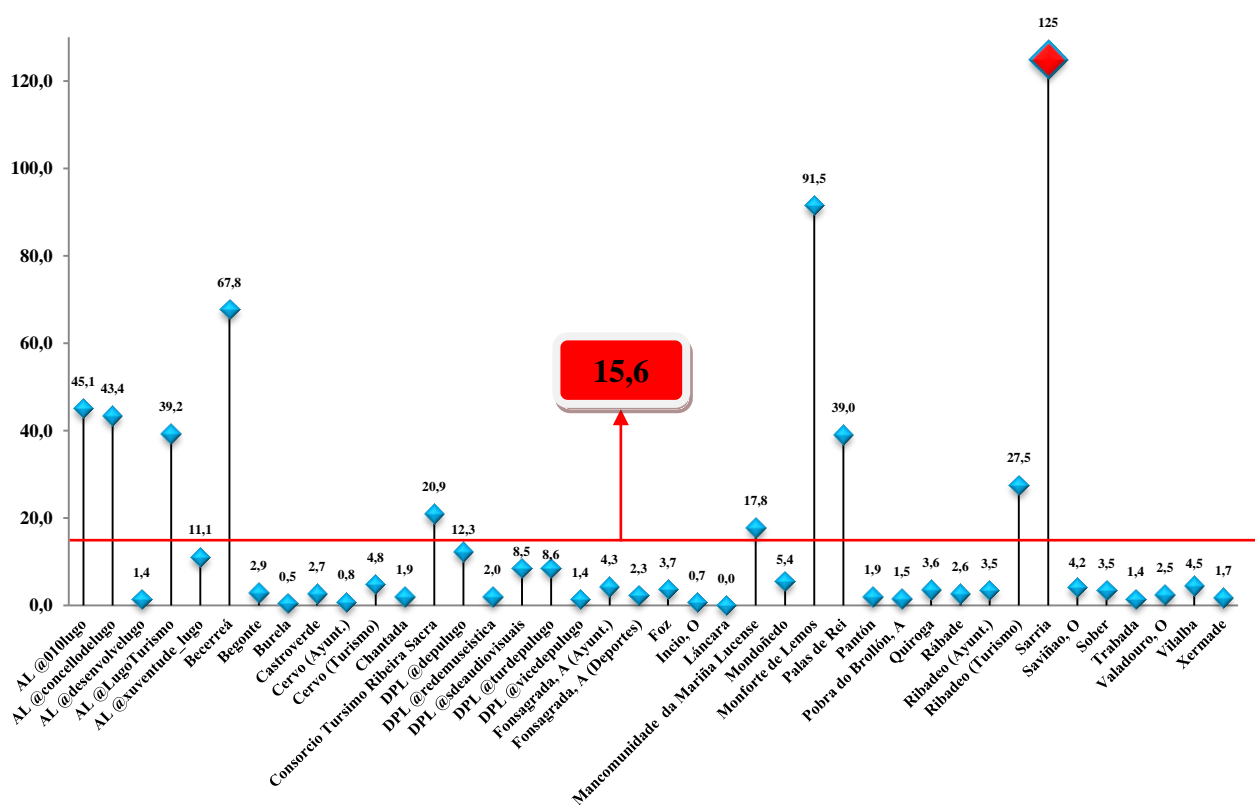 125
120,0
100,0
80,0
60,0
40,0
20,0
0,0
45,1
43,4
1,4
39,2
11,1
67,8
2,9
0,5
2,7
0,8
4,8
1,9
20,9
12,3
2,0
8,5
8,6
1,4
4,3
2,3
3,7
0,7
0,0
17,8
5,4
91,5
39,0
1,9
1,5
3,6
2,6
3,5
27,5
4,2
3,5
1,4
2,5
4,5
1,7
15,6
AL @010lugo
AL @concellodelugo
AL @desenvolvelugo
AL @LugoTurismo
AL @xuventude_lugo
Becerreá
Begonte
Burela
Castroverde
Cervo (Ayunt.)
Cervo (Turismo)
Chantada
Consorcio Tursimo Ribeira Sacra
DPL @deplugo
DPL @redemuseística
DPL @sdeaudiovisuais
DPL @turdeplugo
DPL @vicedeplugo
Fonsagrada, A (Ayunt.)
Fonsagrada, A (Deportes)
Foz
Incio, O
Láncara
Mancomunidade da Mariña Lucense
Mondoñedo
Monforte de Lemos
Palas de Rei
Pantón
Pobra do Brollón, A
Quiroga
Rábade
Ribadeo (Ayunt.)
Ribadeo (Turismo)
Sarria
Saviñao, O
Sober
Trabada
Valadouro, O
Vilalba
Xermade